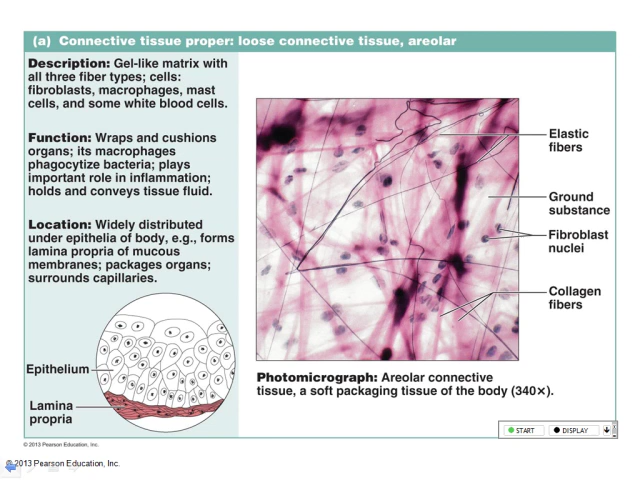 (a) Connective tissue proper: loose connective tissue, areolar
Description: Gel-like matrix with
all three fiber types; cells:
fibroblasts, macrophages, mast
cells, and some white blood cells.
Function: Wraps and cushions
organs; its macrophages
phagocytize bacteria; plays
important role in inflammation;
holds and conveys tissue fluid.
Location: Widely distributed
under epithelia of body, e.g., forms
lamina propria of mucous
membranes; packages organs;
surrounds capillaries.
Epithelium
Lamina
propria
Elastic
fibers
Ground
substance
Fibroblast
nuclei
Collagen
fibers
Photomicrograph: Areolar connective
tissue, a soft packaging tissue of the body (340×).
START
DISPLAY
© 2013 Pearson Education, Inc.
© 2013 Pearson Education, Inc.